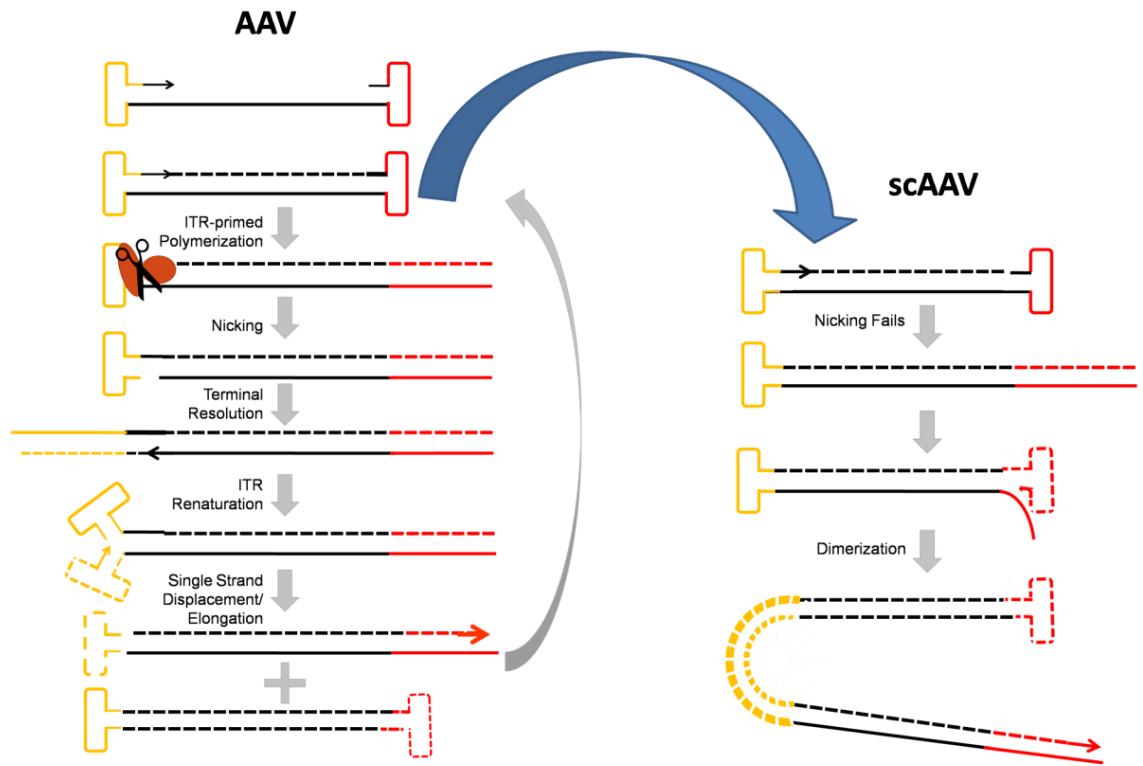 AAV
ITR-primed
Polymerization
Nicking
Terminal
Resolution
ITR
Renaturation
Single Strand
Displacement/
Elongation
scAAV
Nicking Fails
Dimerization